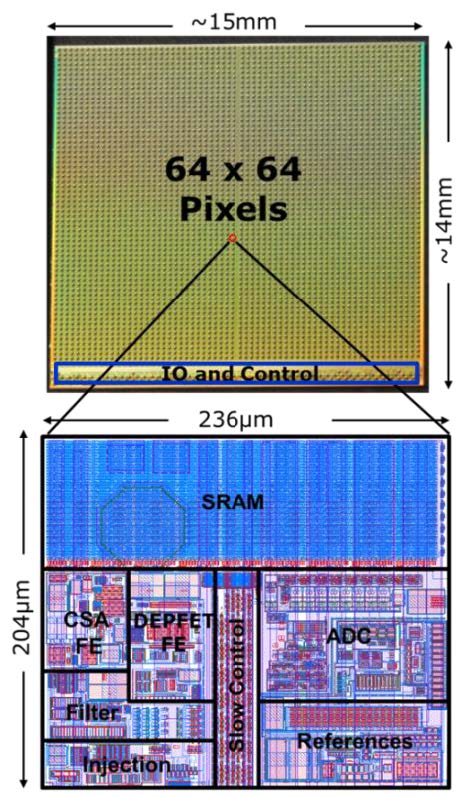 ~15mm
64 x 64
Pixels
~14mm
IO and Control
236µm
204µm
SRAM
CSA
FE
DEPFET
FE
Slow Control
ADC
Filter
References
Injection